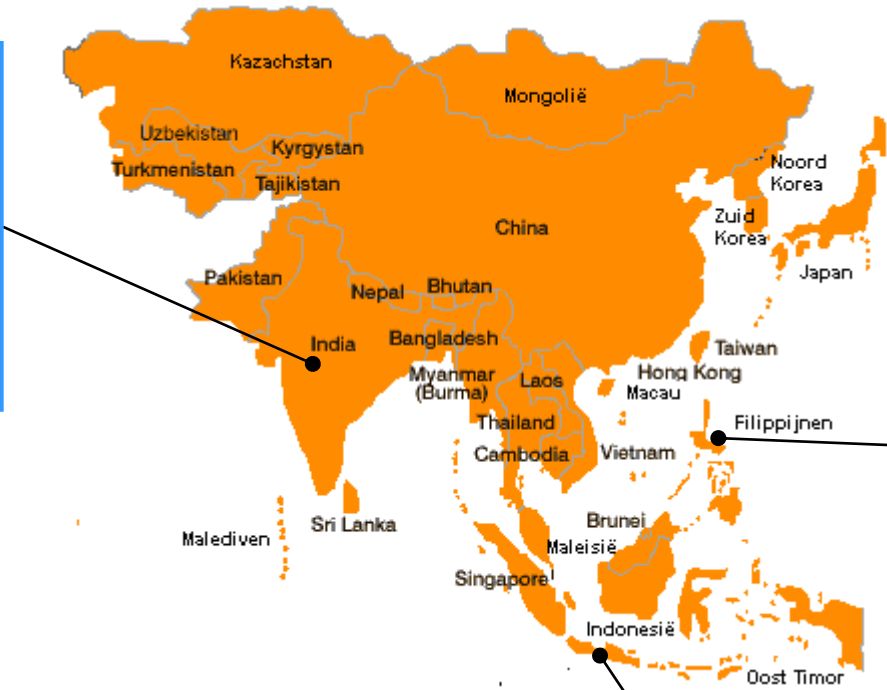 Kazachstan
Mongolië
Uzbekistan
Kyrgystan
Turkmenistan
Tajikistan
Noord
Korea
Zuid
Korea
China
Japan
Pakistan
Nepal
Bhutan
India
Bangladesh
Taiwan
Myanmar
(Burma)
Laos
Hong Kong
Macau
Thailand
Filippijnen
Cambodia
Vietnam
Sri Lanka
Brunei
Malediven
Maleisië
Singapore
Indonesië
Oost Timor